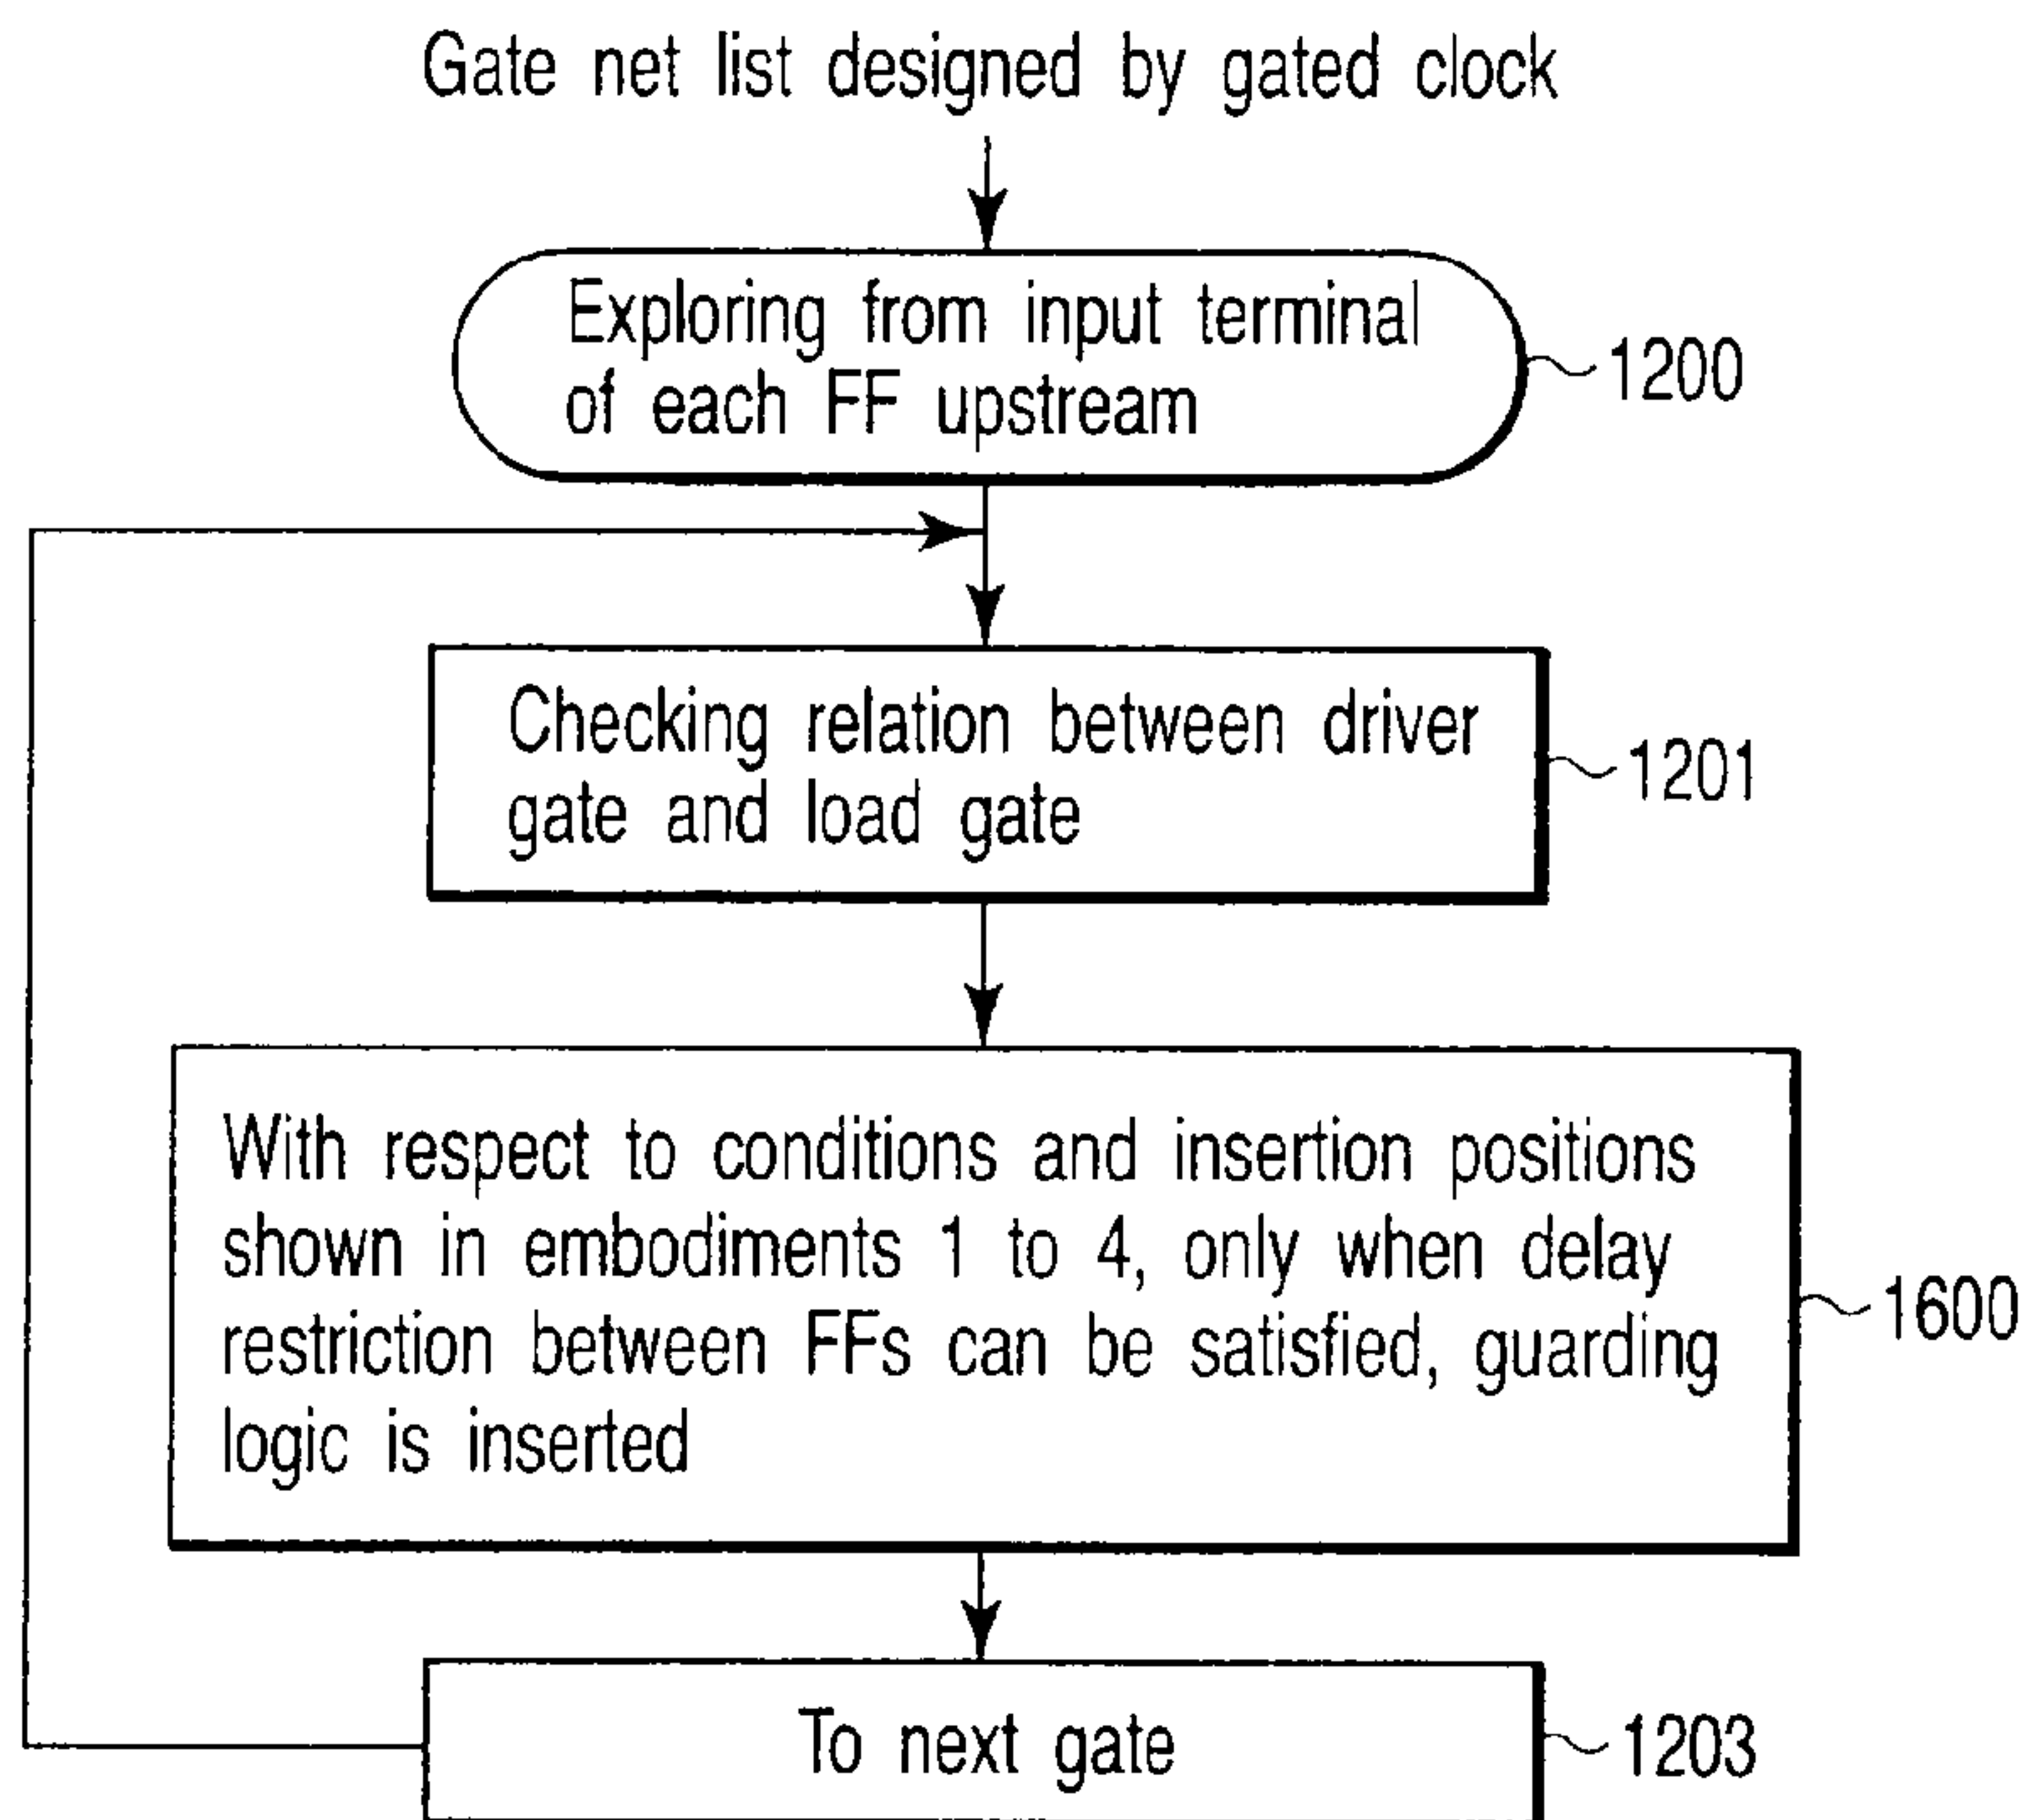 Gate net list designed by gated clock
Exploring from input terminal
of each FF upstream
1200
Checking relation between driver
gate and load gate
1201
With respect to conditions and insertion positions
shown in embodiments 1 to 4, only when delay
restriction between FFs can be satisfied, guarding
logic is inserted
1600
To next gate
1203